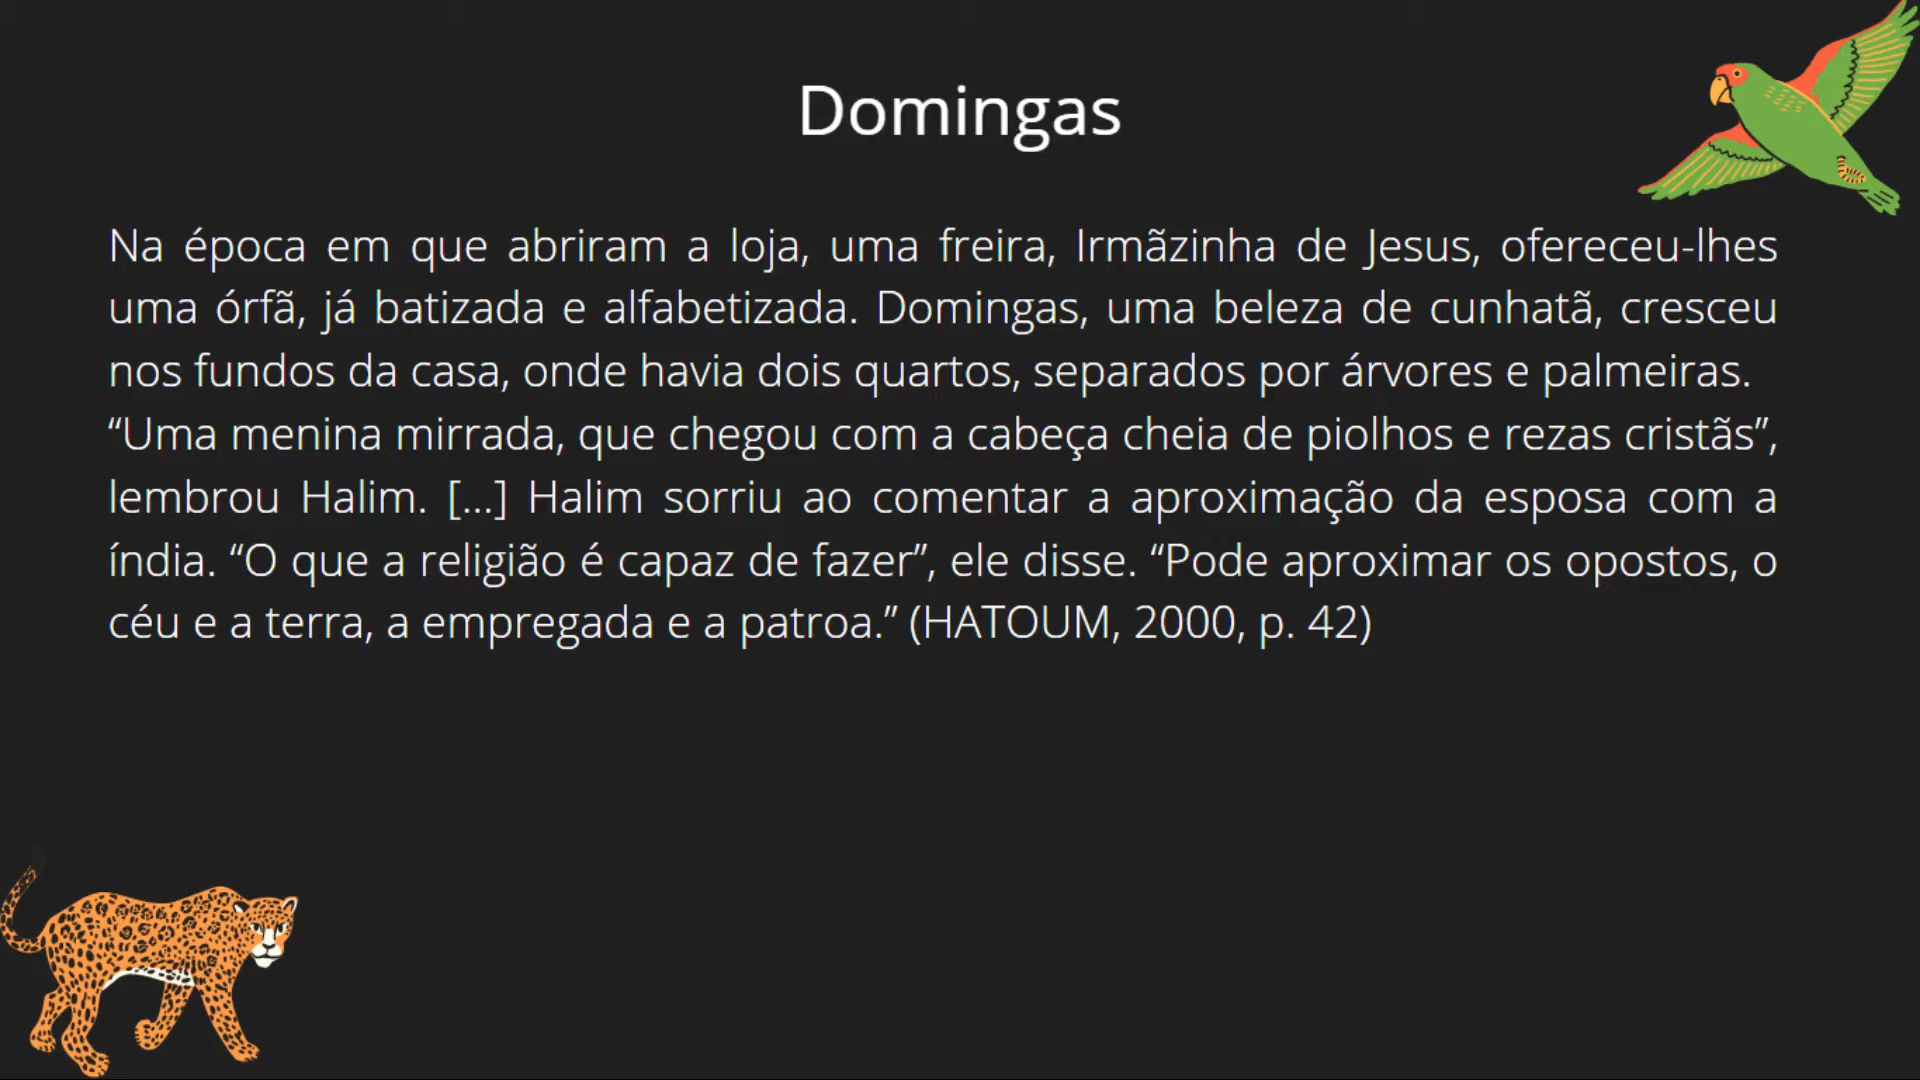 Domingas
Na época em que abriram a loja, uma freira, Irmãzinha de Jesus, ofereceu-lhes
uma órfã, já batizada e alfabetizada. Domingas, uma beleza de cunhatã, cresceu
nos fundos da casa, onde havia dois quartos, separados por árvores e palmeiras.
“Uma menina mirrada, que chegou com a cabeça cheia de piolhos e rezas cristãs”,
lembrou Halim. [...] Halim sorriu ao comentar a aproximação da esposa com a
índia. “O que a religião é capaz de fazer”, ele disse. “Pode aproximar os opostos, o
céu e a terra, a empregada e a patroa.” (HATOUM, 2000, p. 42)